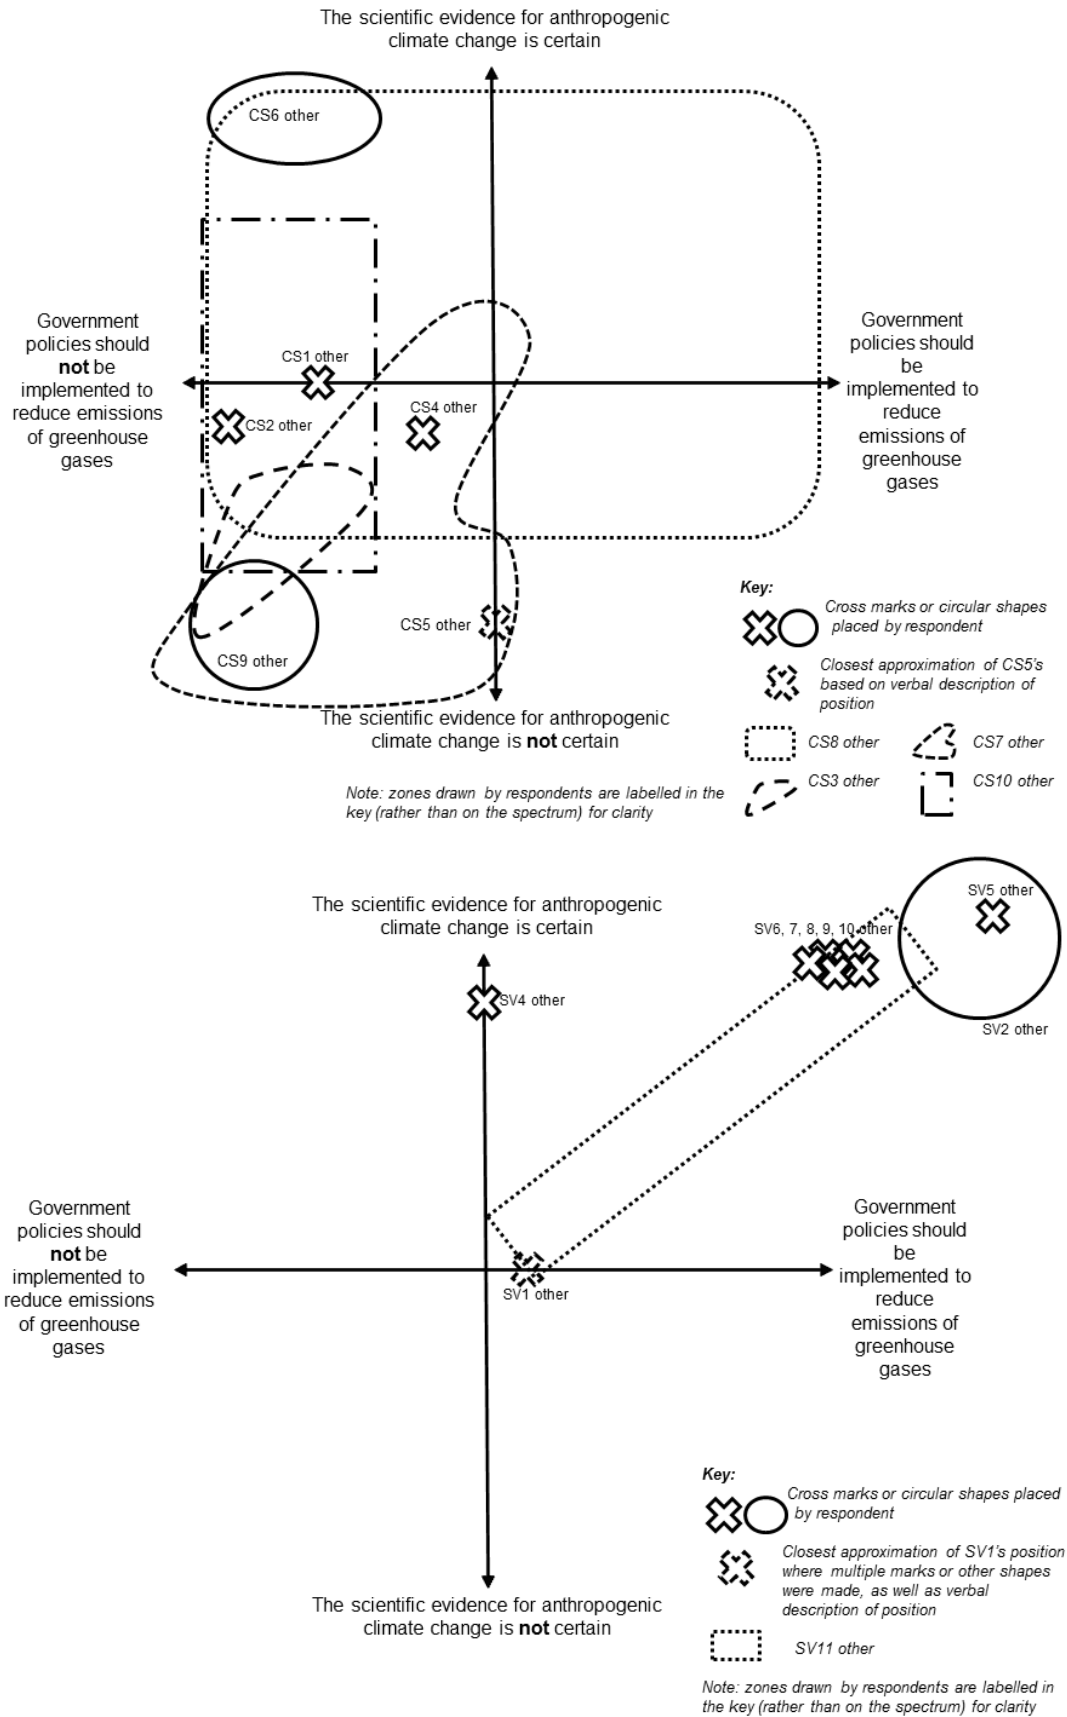 The scientific evidence for anthropogenic
climate change is certain
CS6 other
Government
policies should
not be
implemented to
reduce emissions
of greenhouse
gases
Government
policies should
be
implemented to
reduce
emissions of
greenhouse
gases
CS1 other
CS4 other
CS2 other
CS5 other
CS9 other
The scientific evidence for anthropogenic
climate change is not certain
Note: zones drawn by respondents are labelled in the
key (rather than on the spectrum) for clarity
Key:
Cross marks or circular shapes
placed by respondent
Closest approximation of CS5's
based on verbal description of
position
CS8 other
CS7 other
CS3 other
CS10 other
The scientific evidence for anthropogenic
climate change is certain
SV5 other
SV6, 7, 8, 9, 10 other
SV4 other
SV2 other
Government
policies should
not be
implemented to
reduce emissions
of greenhouse
gases
Government
policies should
be
implemented to
reduce
emissions of
greenhouse
gases
SV1 other
The scientific evidence for anthropogenic
climate change is not certain
Key:
Cross marks or circular shapes placed
by respondent
Closest approximation of SV1's position
where multiple marks or other shapes
were made, as well as verbal
description of position
SV11 other
Note: zones drawn by respondents are labelled in
the key (rather than on the spectrum) for clarity